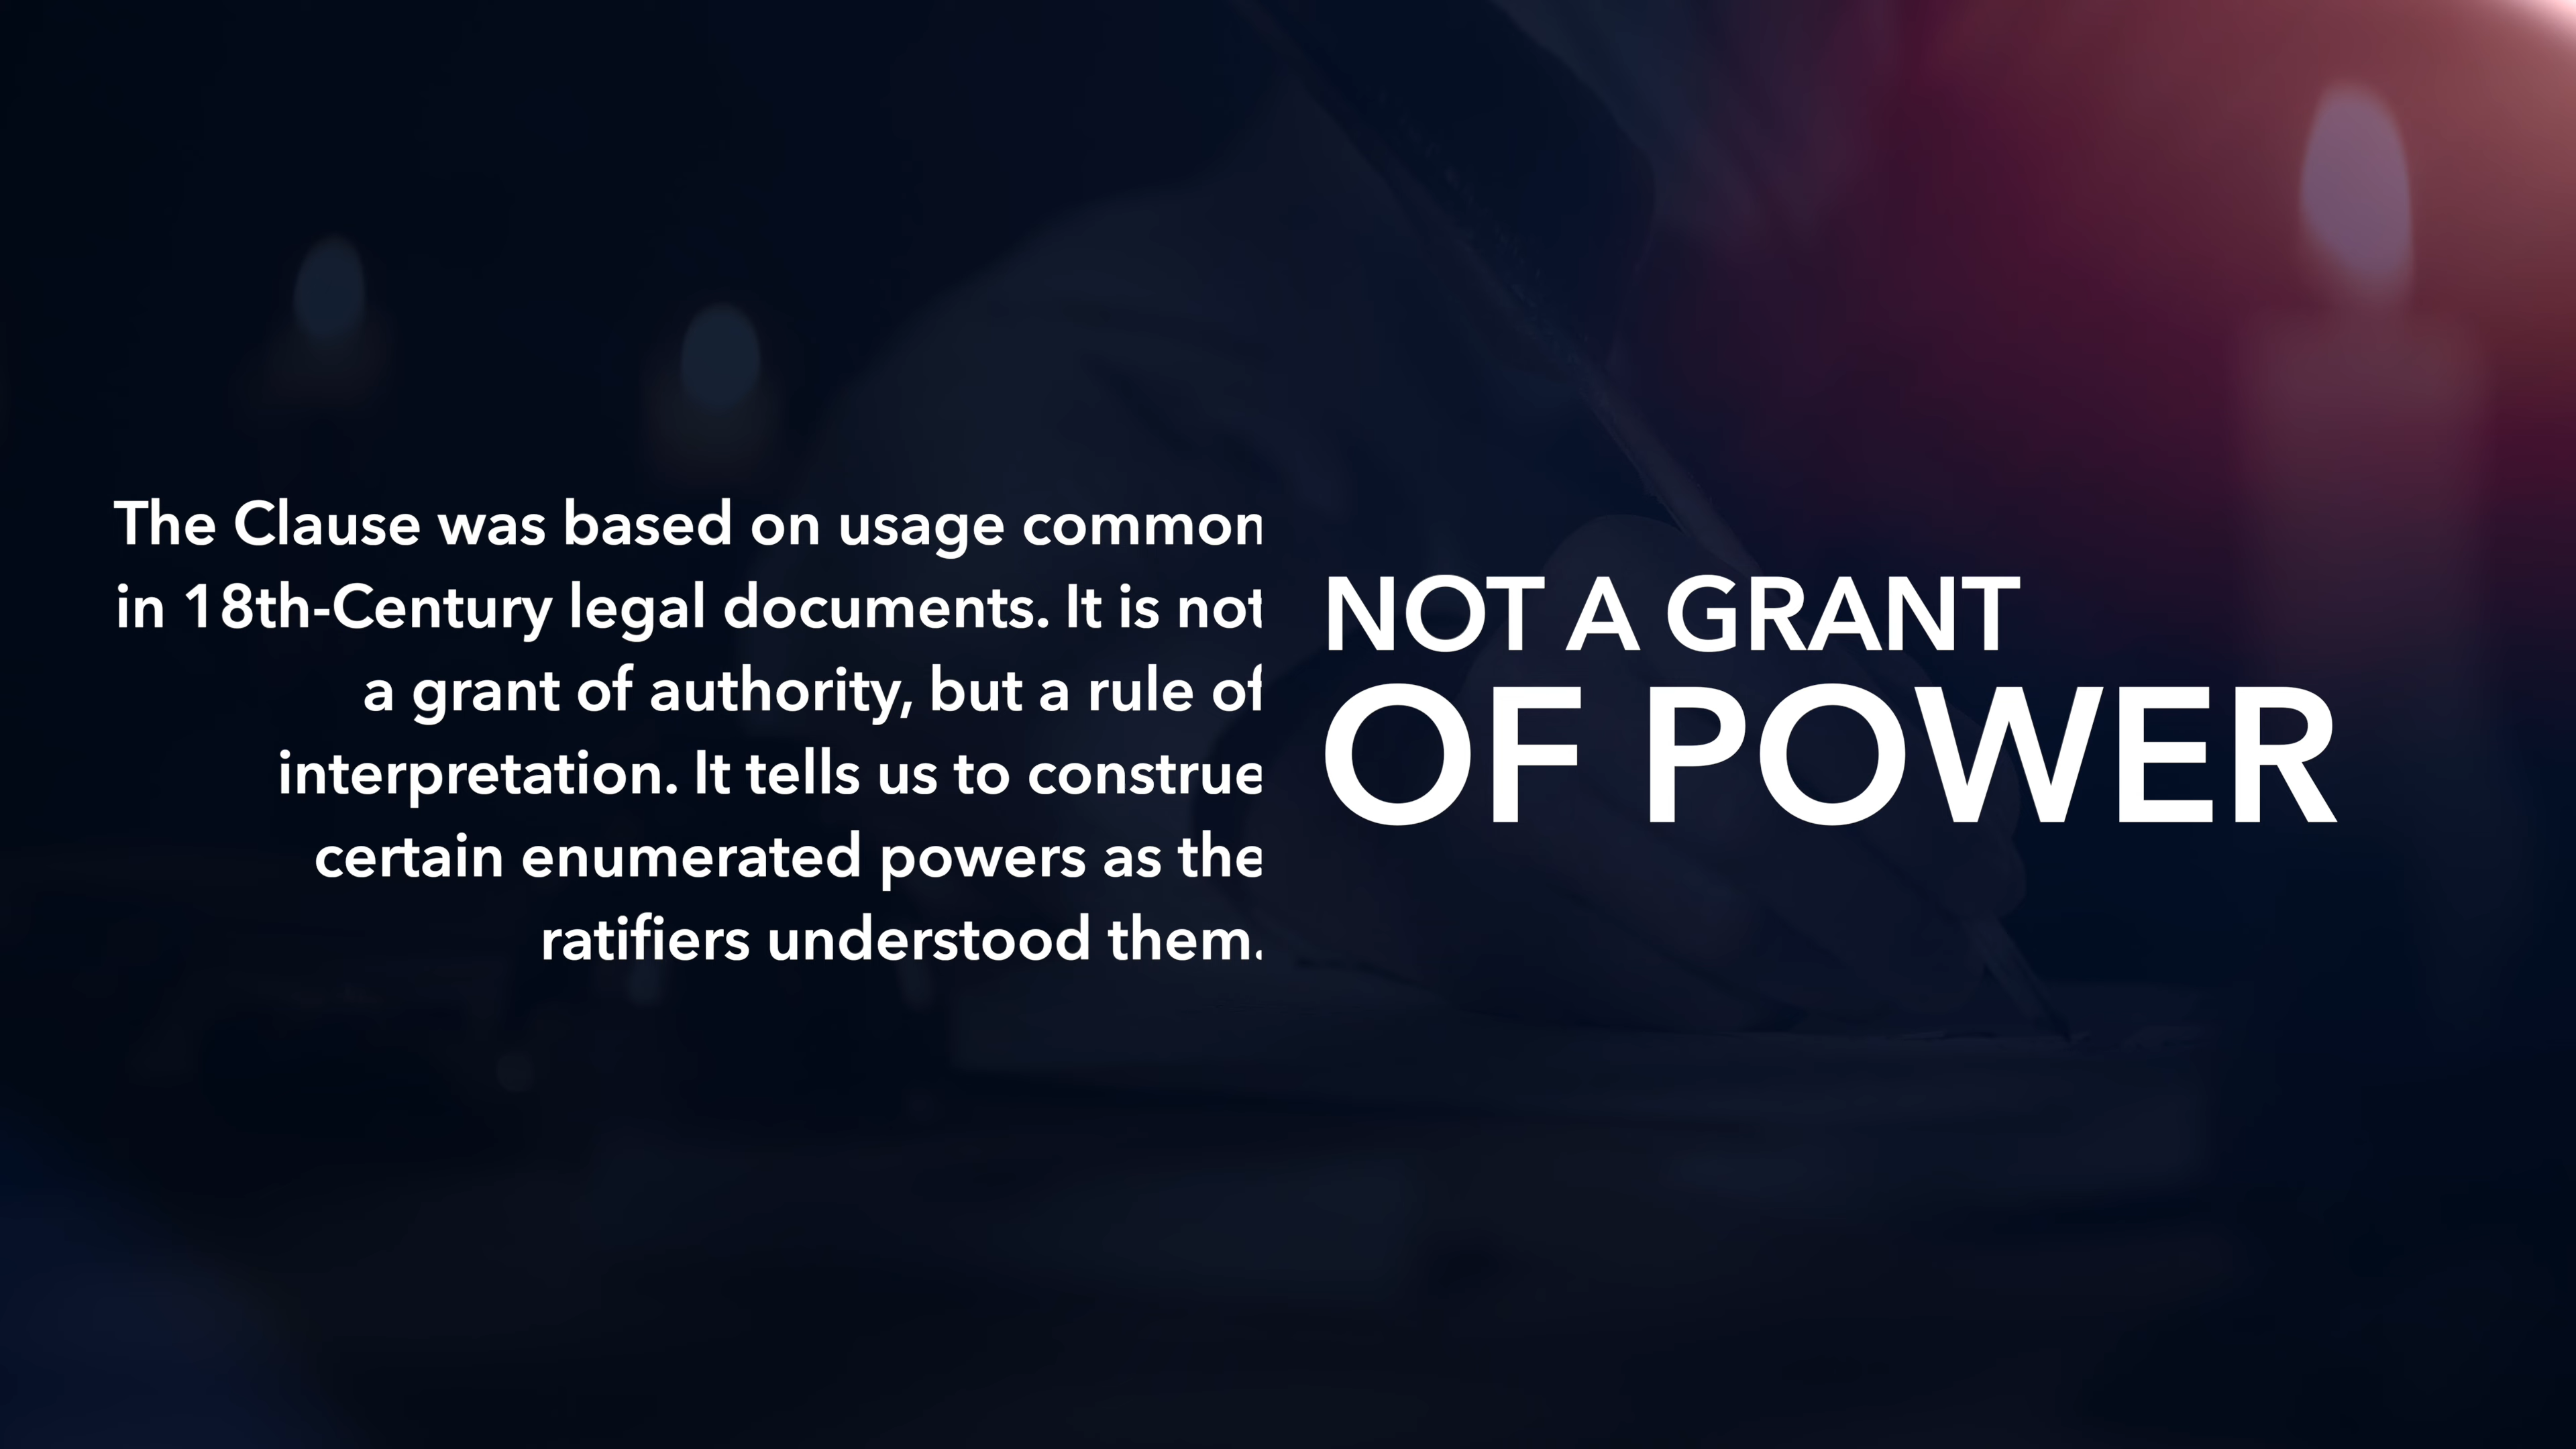 The Clause was based on usage common
in 18th-Century legal documents. It is not
a grant of authority, but a rule of
interpretation. It tells us to construe
certain enumerated powers as the
ratifiers understood them.
NOT A GRANT
OF POWER